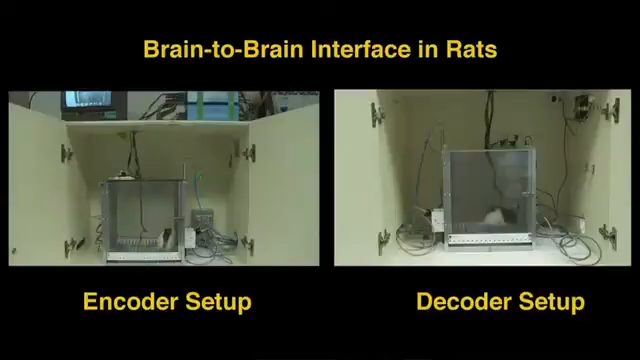 Brain-to-Brain Interface in Rats
Encoder Setup
Decoder Setup